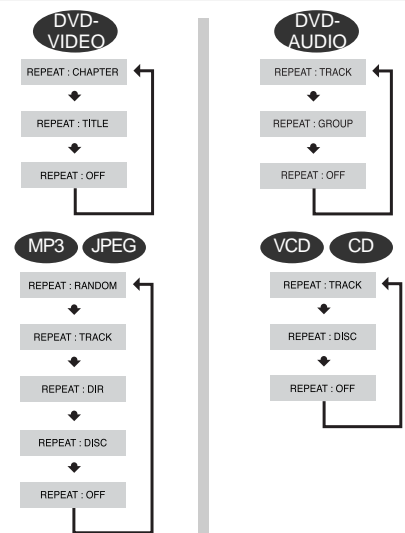 DVD-
VIDEO
REPEAT : CHAPTER
REPEAT : TITLE
REPEAT : OFF
DVD-
AUDIO
REPEAT : TRACK
REPEAT : GROUP
REPEAT : OFF
MP3 JPEG
REPEAT : RANDOM
REPEAT : TRACK
REPEAT : DIR
REPEAT : DISC
REPEAT : OFF
VCD CD
REPEAT : TRACK
REPEAT : DISC
REPEAT : OFF